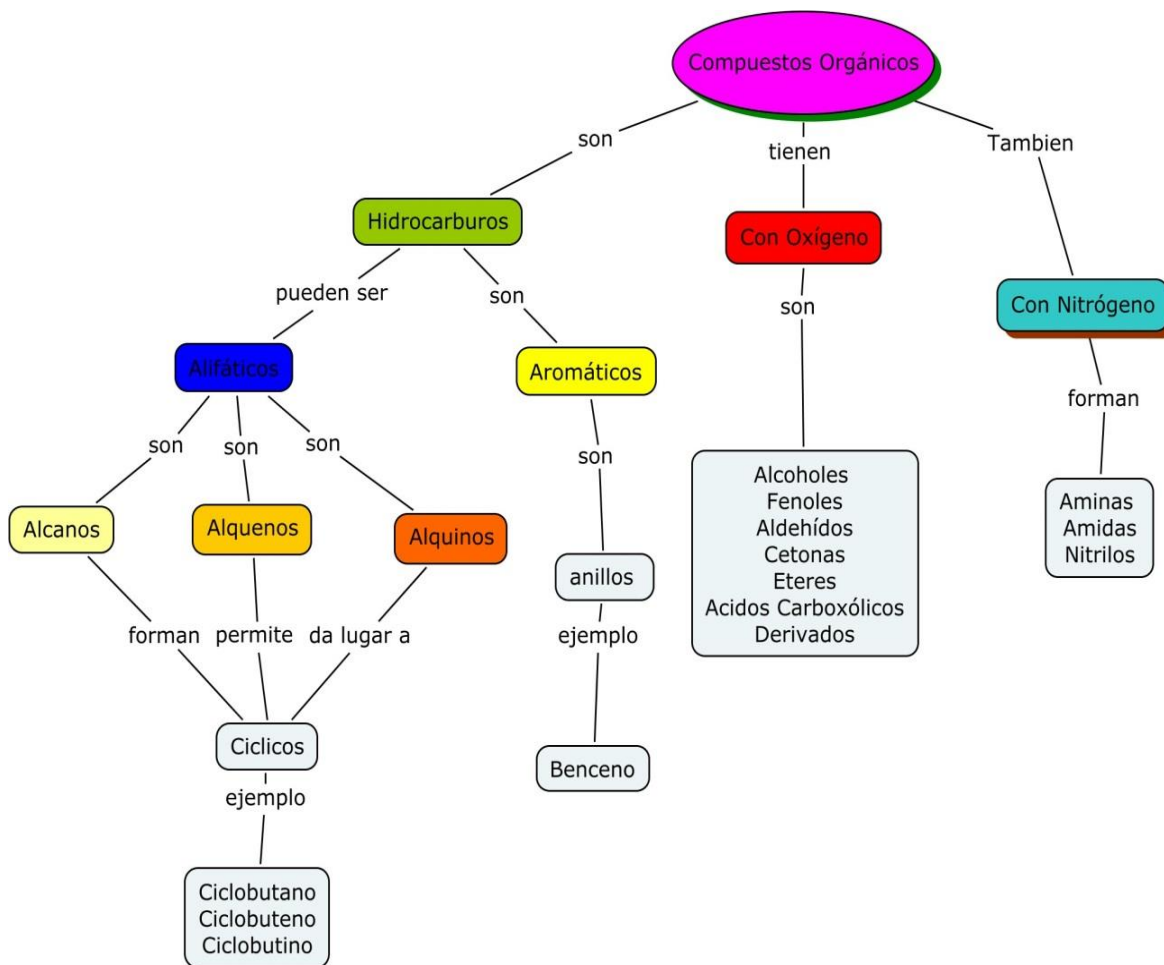 Compuestos Orgánicos
son
tienen
Tambien
Hidrocarburos
Con Oxígeno
Con Nitrógeno
pueden ser
son
son
forman
Alifáticos
Aromáticos
son
son
son
son
Alcanos
Alquenos
Alquinos
anillos
Alcoholes
Fenoles
Aldehídos
Cetonas
Eteres
Acidos Carboxólicos
Derivados
Aminas
Amidas
Nitrilos
forman
permite
da lugar a
ejemplo
Ciclicos
Benceno
ejemplo
Ciclobutano
Ciclobuteno
Ciclobutino